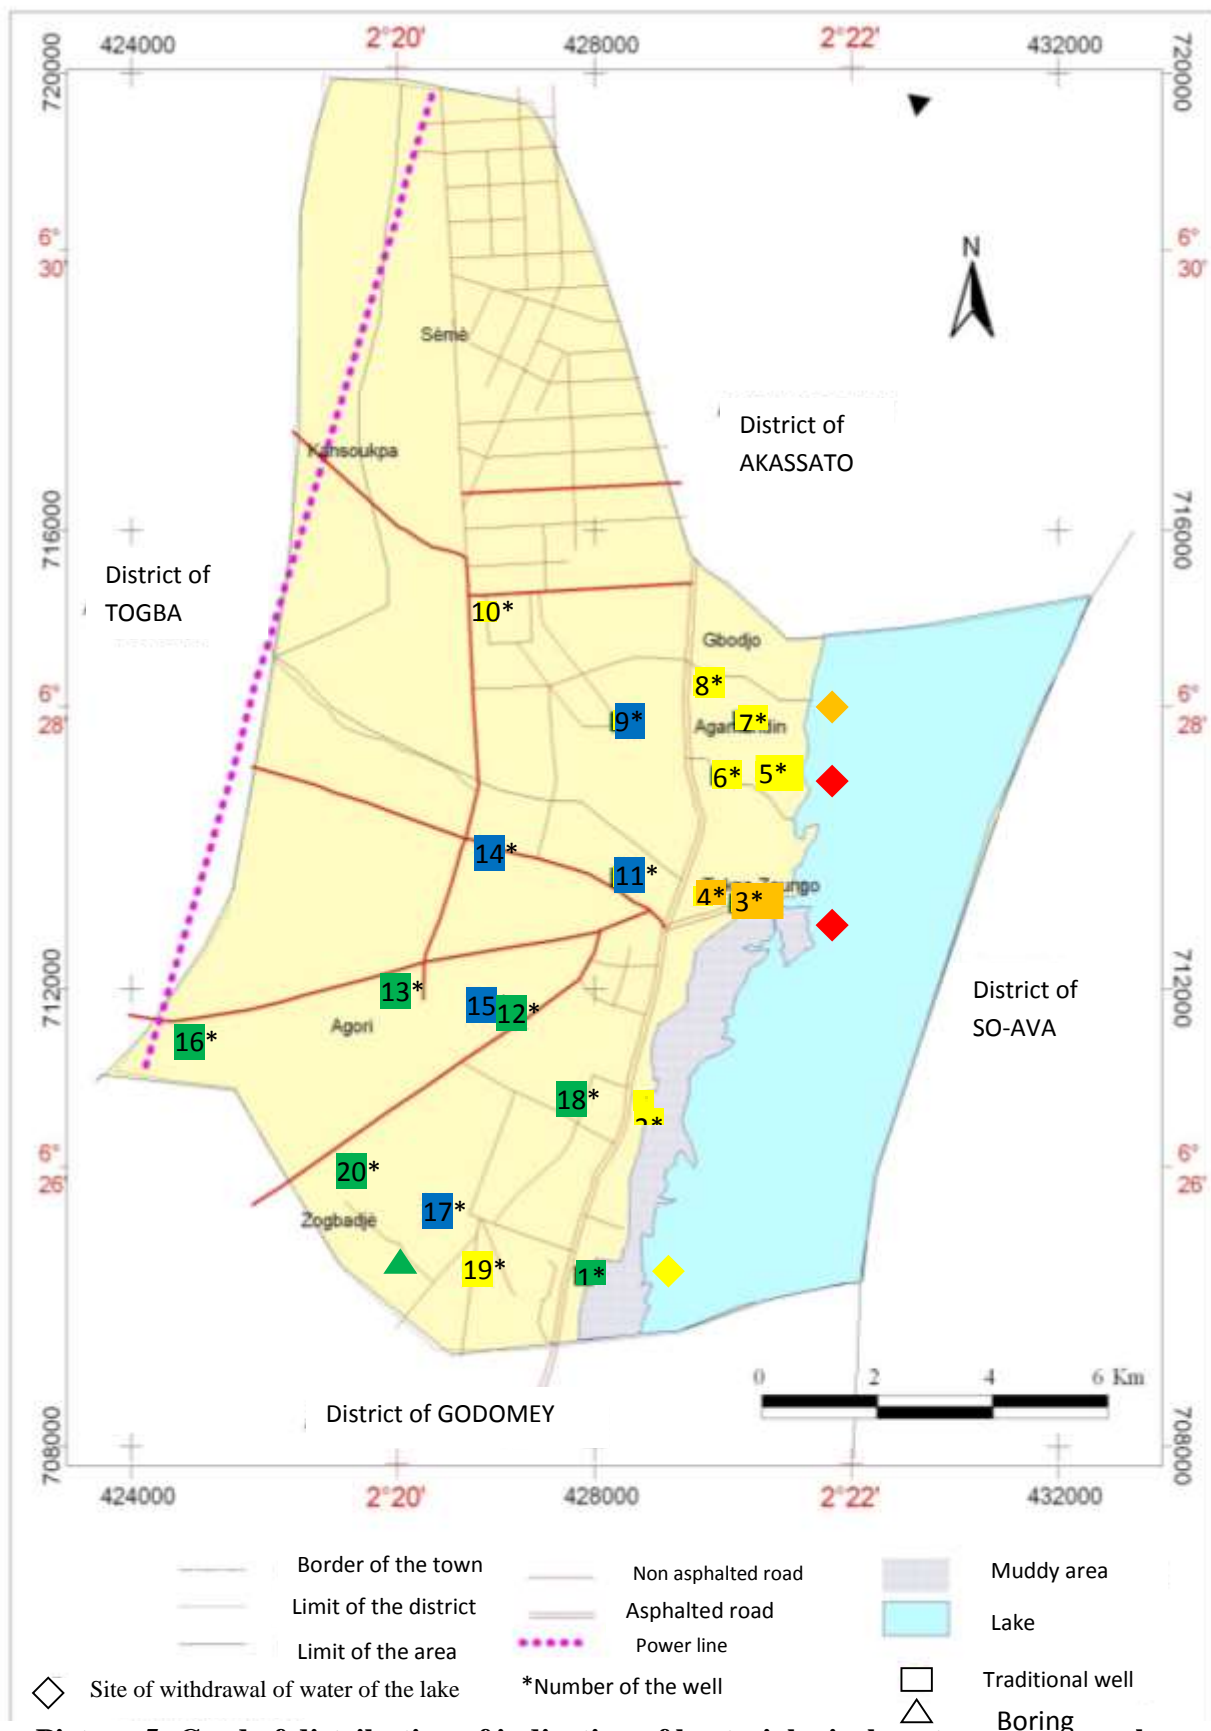 424000 2°20' 428000 2°22' 432000
720000 720000
6° 30' 6° 30'
N
Sèmè
District of
AKASSATO
Kansoukpa
716000 716000
District of
TOGBA
10*
Gbodjo
8*
6° 28' 6° 28'
9* 7*
6* 5*
14*
11*
4* 3*
712000 712000
13*
15 12*
District of
SO-AVA
Agori
16*
18*
2*
6° 26' 6° 26'
20*
17*
Zogbadjè
19* 1*
0 2 4 6 Km
District of GODOMEY
708000 708000
424000 2°20' 428000 2°22' 432000
Border of the town Non asphalted road Muddy area
Limit of the district Asphalted road Lake
Limit of the area Power line
Site of withdrawal of water of the lake *Number of the well Traditional well
Boring